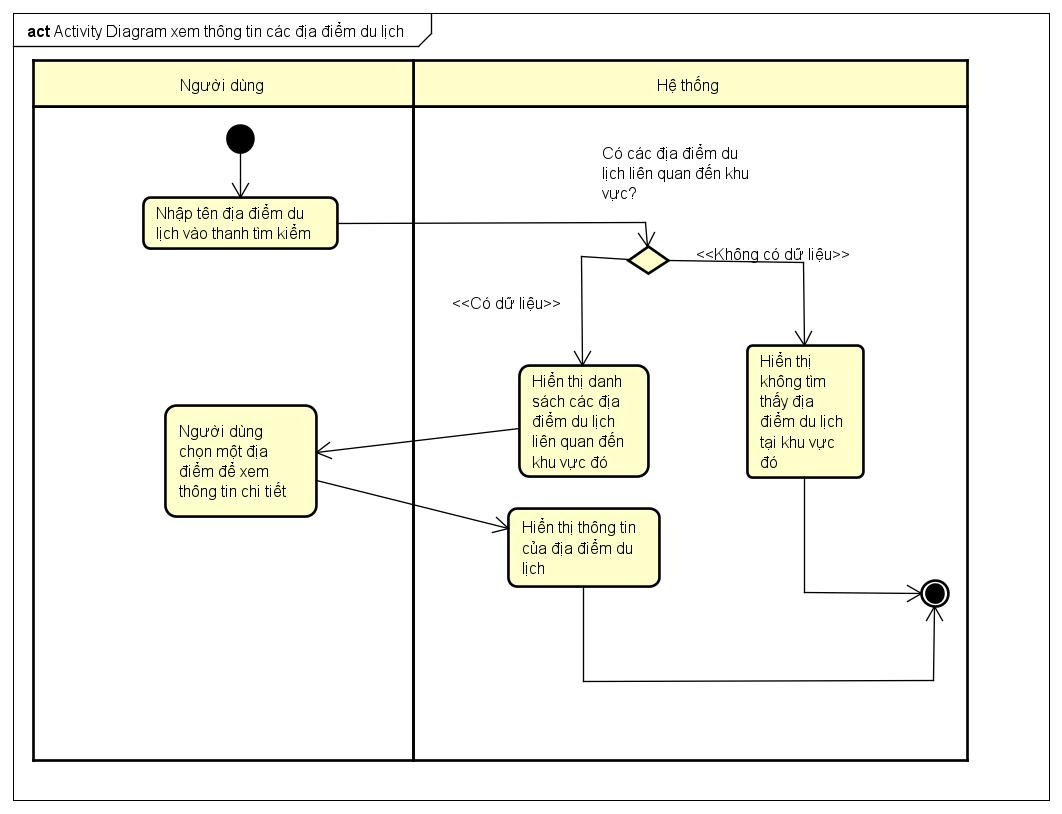 act Activity Diagram xem thông tin các địa điểm du lịch
Người dùng
Hệ thống
Có các địa điểm du
lịch liên quan đến khu
vực?
Nhập tên địa điểm du
lịch vào thanh tìm kiểm
<<Không có dữ liệu>>
<<Có dữ liệu>>
Hiển thị danh
sách các địa
điểm du lịch
liên quan đến
khu vực đó
Hiển thị
không tìm
thấy địa
điểm du lịch
tại khu vực
đó
Người dùng
chọn một địa
điểm để xem
thông tin chi tiết
Hiển thị thông tin
của địa điểm du
lịch